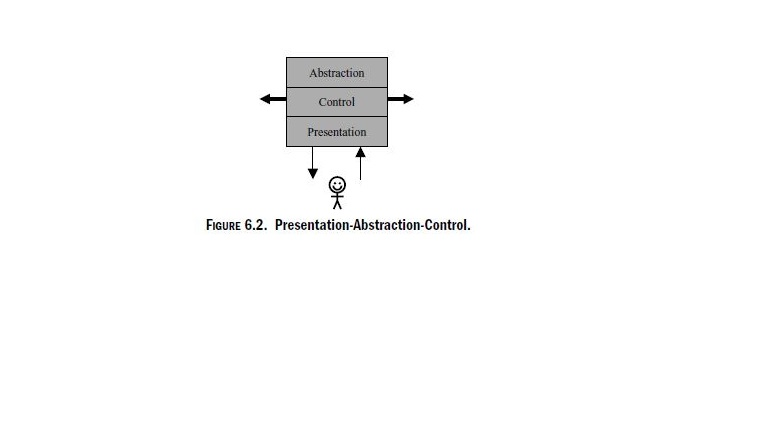 Abstraction
Control
Presentation
FIGURE 6.2. Presentation-Abstraction-Control.